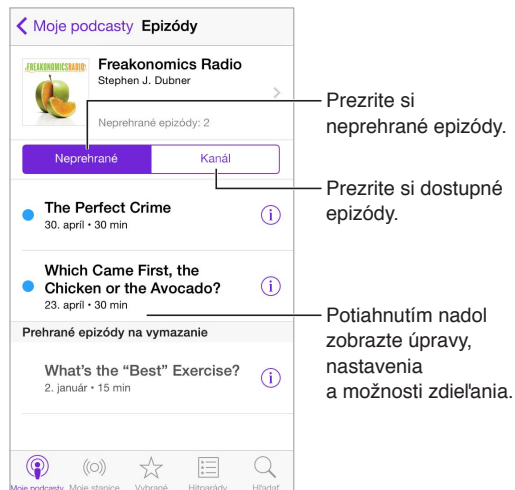 Moje podcasty Epizódy
FREAKONOMICSRADIO
Freakonomics Radio
Stephen J. Dubner
Neprehrané epizódy: 2
Prezrite si
neprehrané epizódy.
Neprehrané Kanál
Prezrite si dostupné
epizódy.
The Perfect Crime
30. apríl • 30 min
Which Came First, the
Chicken or the Avocado?
23. apríl • 30 min
Potiahnutím nadol
zobrazte úpravy,
nastavenia
a možnosti zdieľania.
Prehrané epizódy na vymazanie
What's the “Best” Exercise?
2. január • 15 min
Moje podcasty Moje stanice Vybrané Hitparády Hľadať